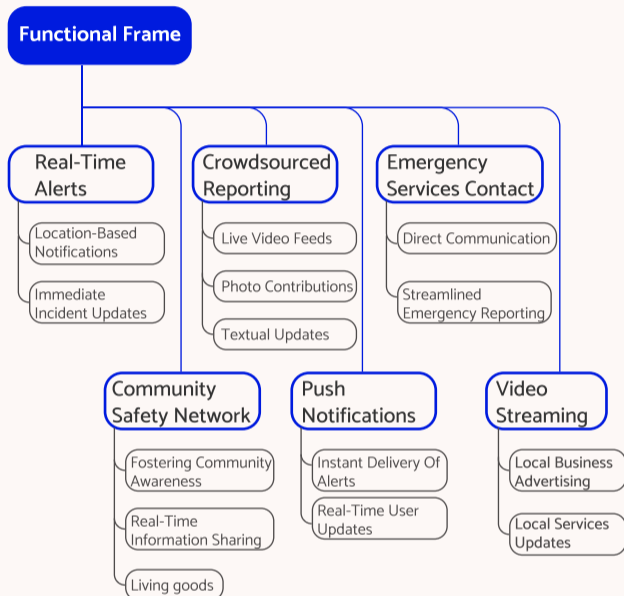 Functional Frame
Real-Time
Alerts
Location-Based
Notifications
Immediate
Incident Updates
Crowdsourced
Reporting
Live Video Feeds
Photo Contributions
Textual Updates
Emergency
Services Contact
Direct Communication
Streamlined
Emergency Reporting
Community
Safety Network
Fostering Community
Awareness
Real-Time
Information Sharing
Living goods
Push
Notifications
Instant Delivery Of
Alerts
Real-Time User
Updates
Video
Streaming
Local Business
Advertising
Local Services
Updates